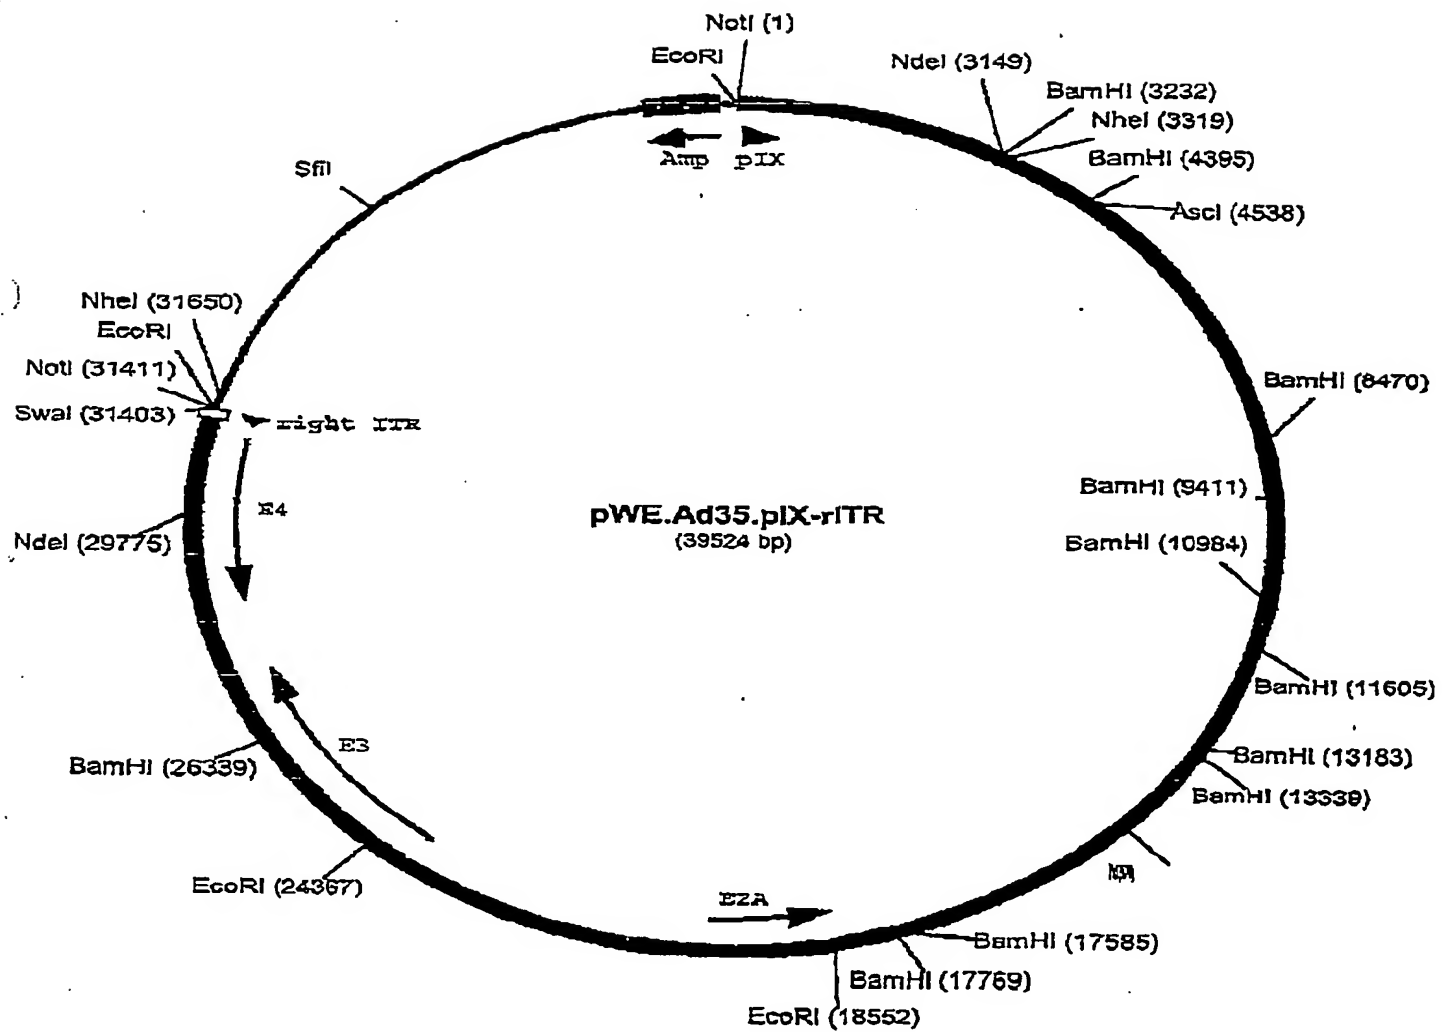 NotI (1)
EcoRI
NdeI (3149)
BamHI (3232)
NheI (3319)
BamHI (4395)
AscI (4538)
Amp
pIX
SfiI
NheI (31650)
EcoRI
NotI (31411)
SwaI (31403)
right ITR
BamHI (8470)
BamHI (9411)
E4
pWE.Ad35.pIX-rITR
(39524 bp)
NdeI (29775)
BamHI (10984)
BamHI (11605)
E3
BamHI (26339)
BamHI (13183)
BamHI (13339)
EcoRI (24367)
E2A
BamHI (17585)
BamHI (17769)
EcoRI (18552)